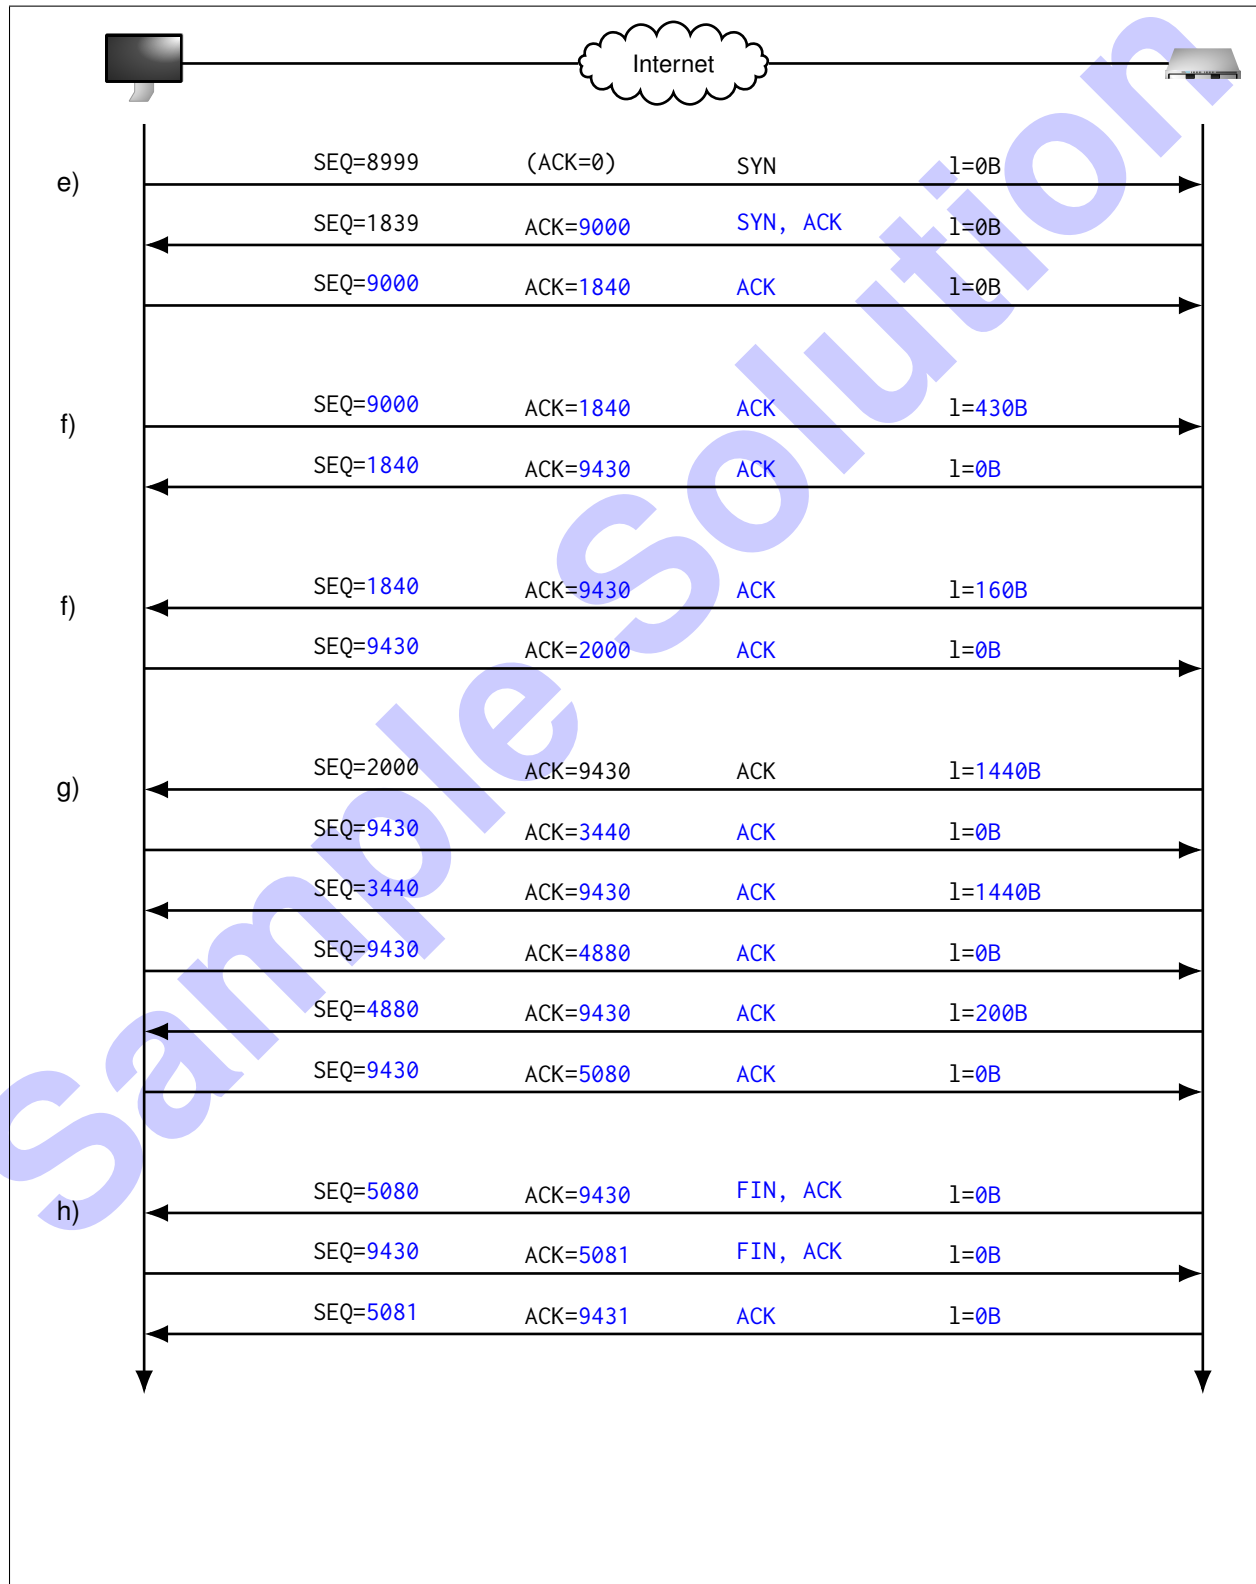 Internet
e) SEQ=8999 (ACK=0) SYN l=0B
SEQ=1839 ACK=9000 SYN, ACK l=0B
SEQ=9000 ACK=1840 ACK l=0B
f) SEQ=9000 ACK=1840 ACK l=430B
SEQ=1840 ACK=9430 ACK l=0B
f) SEQ=1840 ACK=9430 ACK l=160B
SEQ=9430 ACK=2000 ACK l=0B
g) SEQ=2000 ACK=9430 ACK l=1440B
SEQ=9430 ACK=3440 ACK l=0B
SEQ=3440 ACK=9430 ACK l=1440B
SEQ=9430 ACK=4880 ACK l=0B
SEQ=4880 ACK=9430 ACK l=200B
SEQ=9430 ACK=5080 ACK l=0B
h) SEQ=5080 ACK=9430 FIN, ACK l=0B
SEQ=9430 ACK=5081 FIN, ACK l=0B
SEQ=5081 ACK=9431 ACK l=0B
Sample Solution